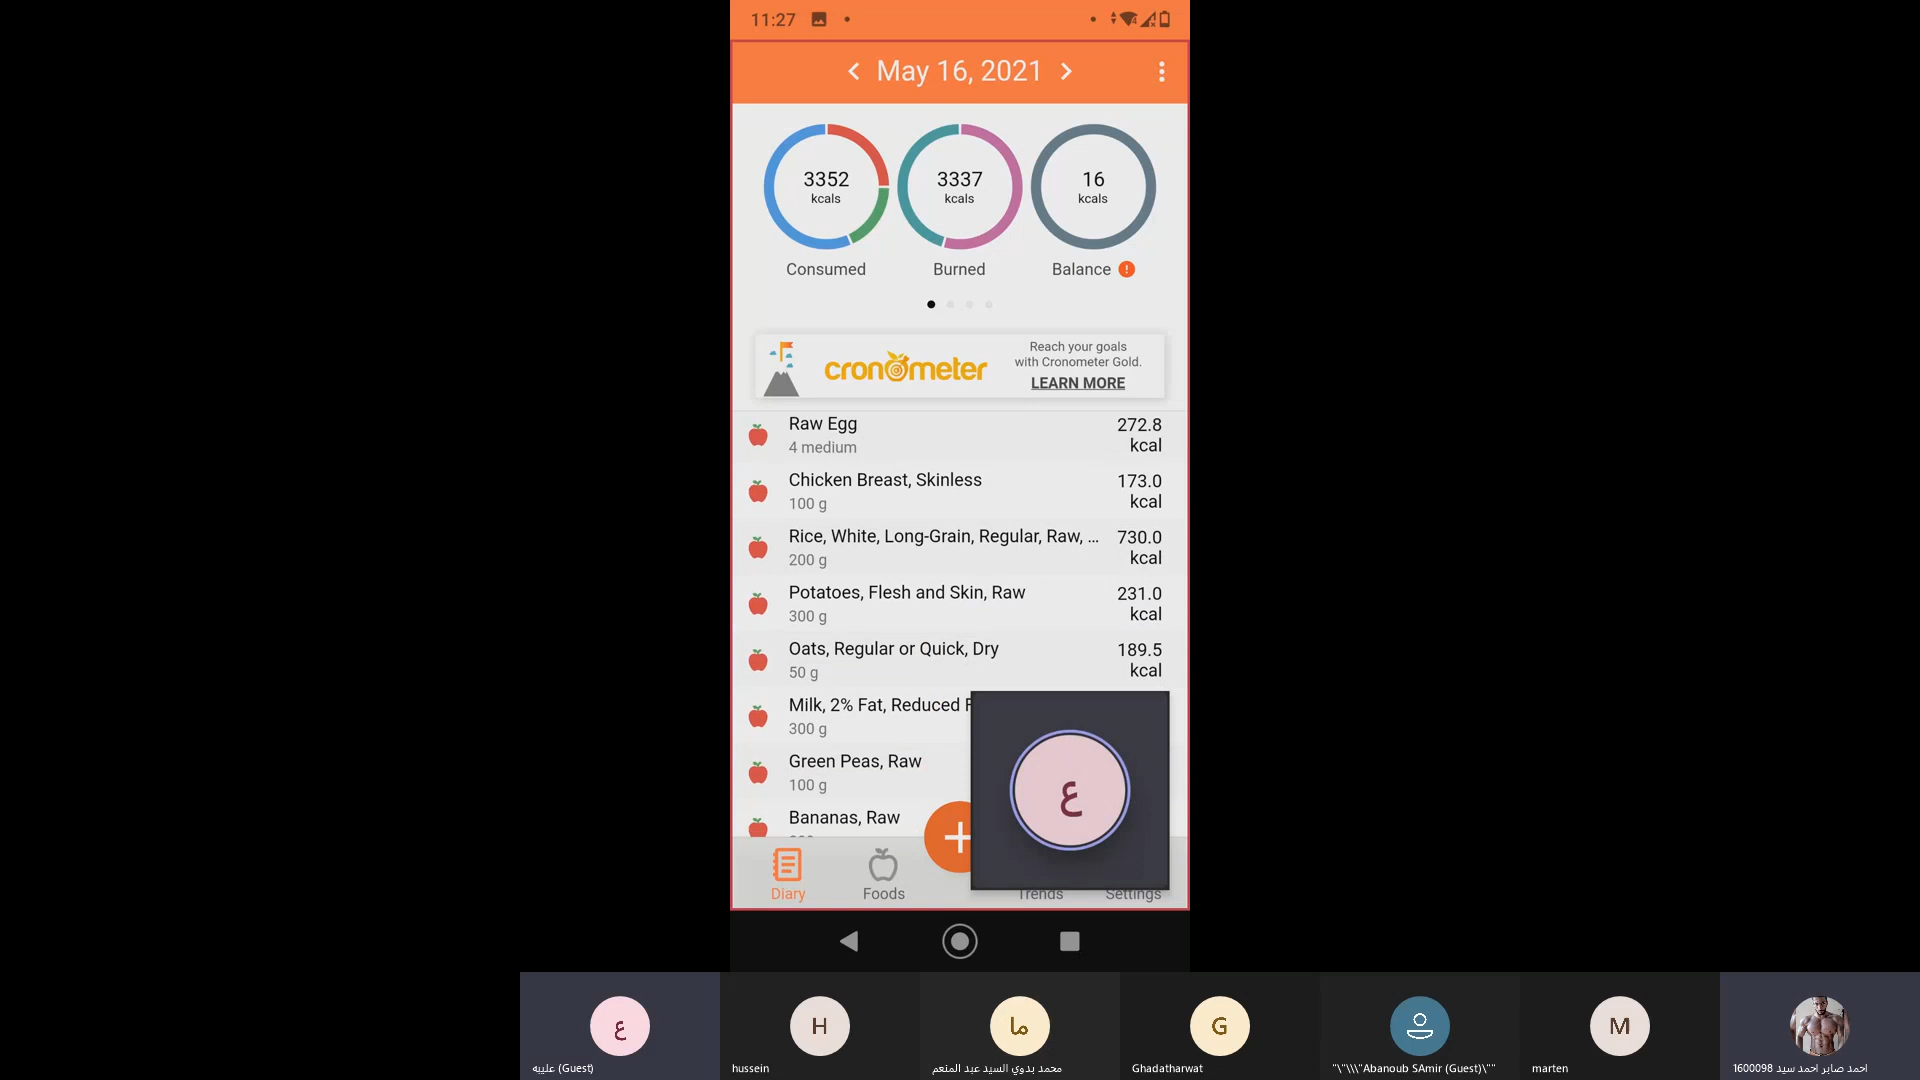 11:27
May 16, 2021
3352
kcals
3337
kcals
16
kcals
Consumed
Burned
Balance !
cronometer
Reach your goals
with Cronometer Gold.
LEARN MORE
Raw Egg
272.8
4 medium
kcal
Chicken Breast, Skinless
173.0
100 g
kcal
Rice, White, Long-Grain, Regular, Raw, ...
730.0
200 g
kcal
Potatoes, Flesh and Skin, Raw
231.0
300 g
kcal
Oats, Regular or Quick, Dry
189.5
50 g
kcal
Milk, 2% Fat, Reduced
300 g
Green Peas, Raw
100 g
Bananas, Raw
ع
Diary
Foods
Trends
Settings
ع
H
ما
G
M
علييه (Guest)
hussein
محمد بدوي السيد عبد المنعم
Ghadatharwat
"\"\\\"Abanoub SAmir (Guest)\""
marten
احمد صابر احمد سيد 1600098